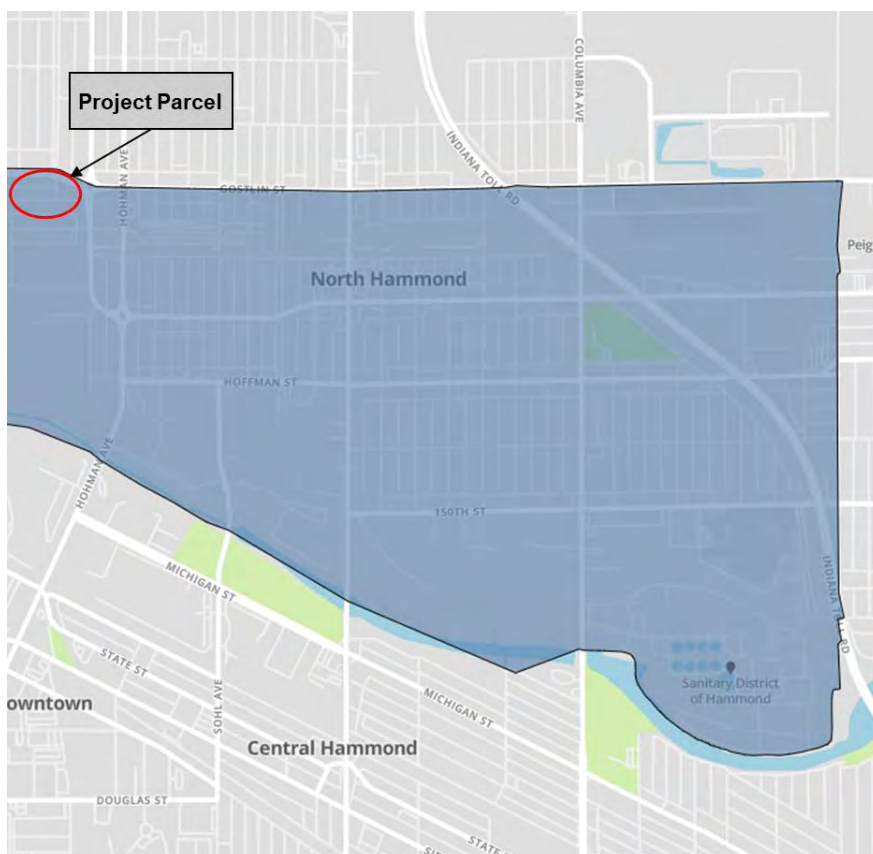 Project Parcel
HOHMAN AVE
COLUMBIA AVE
INDIANA TOLL RD
GOSTLIN ST
Peig
North Hammond
HOFFMAN ST
HOHMAN AVE
150TH ST
INDIANA TOLL RD
MICHIGAN ST
STATE ST
Sanitary District
of Hammond
owntown
SOHL AVE
MICHIGAN ST
Central Hammond
DOUGLAS ST
STATE ST
SI